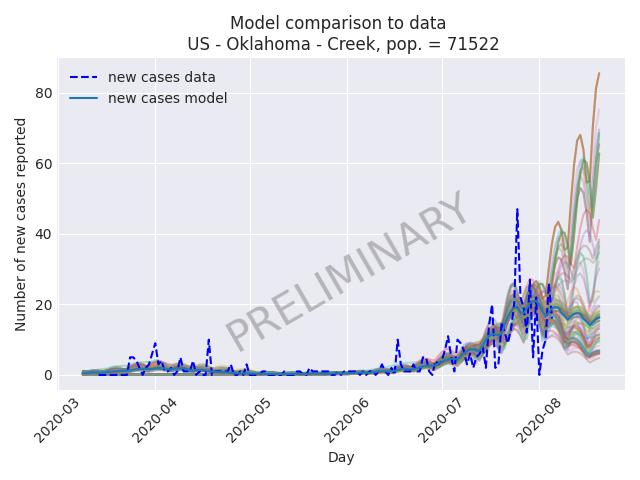 Model comparison to data
US - Oklahoma - Creek, pop. = 71522
new cases data
new cases model
PRELIMINARY
Number of new cases reported
80
60
40
20
0
2020-03
2020-04
2020-05
2020-06
2020-07
2020-08
Day